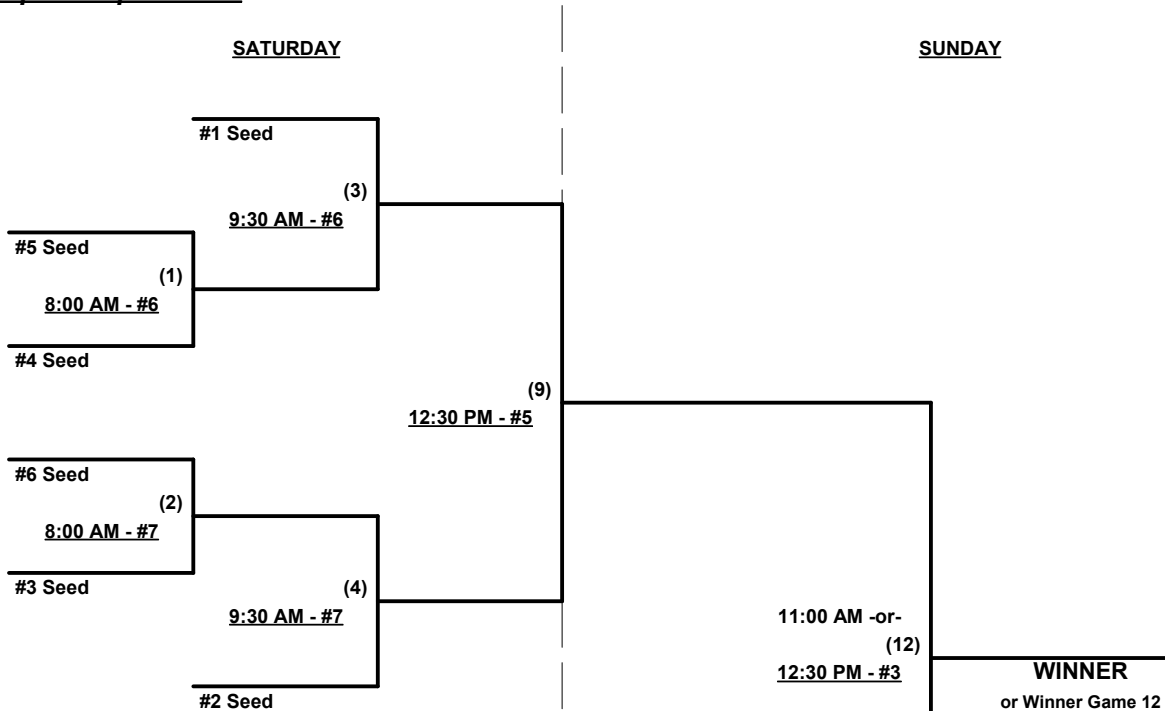 SATURDAY
SUNDAY
#1 Seed
(3)
9:30 AM - #6
#5 Seed
(1)
8:00 AM - #6
#4 Seed
(9)
12:30 PM - #5
#6 Seed
(2)
8:00 AM - #7
#3 Seed
(4)
9:30 AM - #7
11:00 AM -or-
(12)
12:30 PM - #3
WINNER
#2 Seed
or Winner Game 12